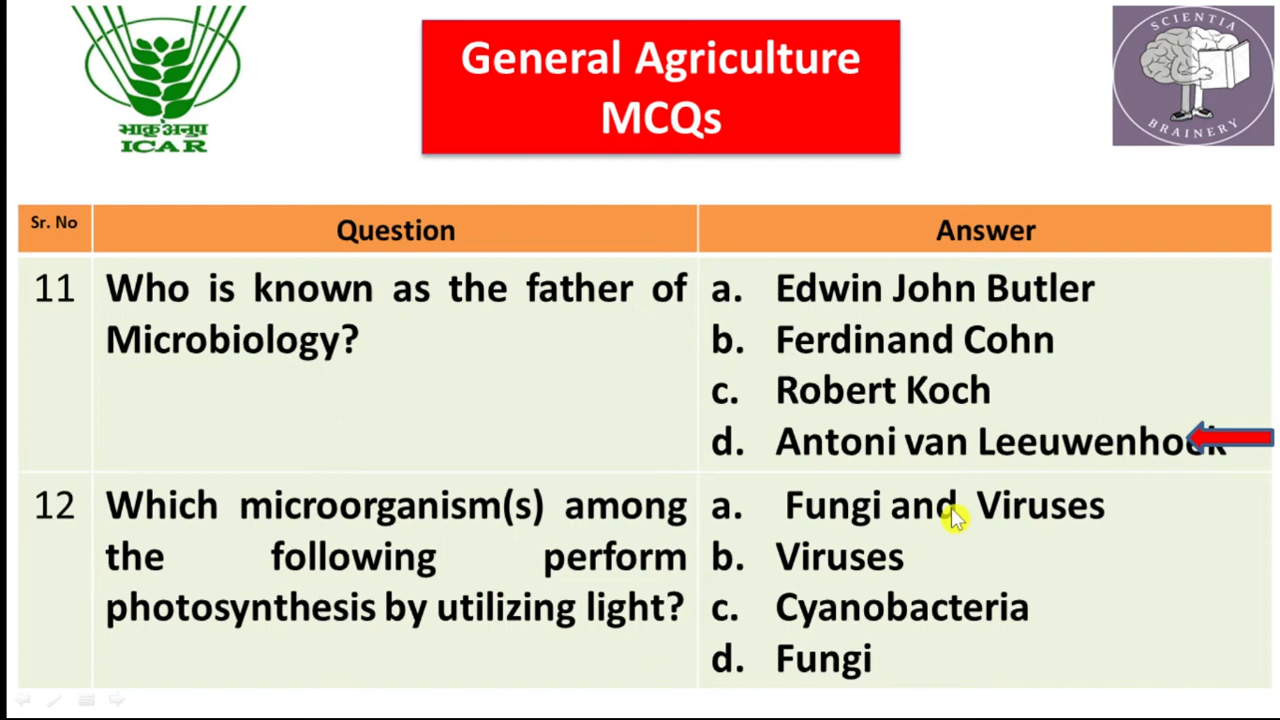 भाकृअनुप
ICAR
General Agriculture
MCQs
SCIENTIA
BRAINERY
Sr. No
Question
Answer
11
Who is known as the father of
Microbiology?
a. Edwin John Butler
b. Ferdinand Cohn
c. Robert Koch
d. Antoni van Leeuwenhoek
12
Which microorganism(s) among
the following perform
photosynthesis by utilizing light?
a. Fungi and Viruses
b. Viruses
c. Cyanobacteria
d. Fungi